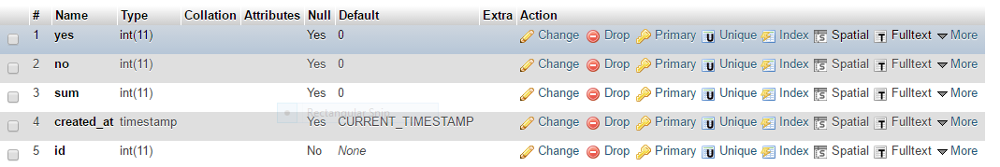 # Name Type Collation Attributes Null Default Extra Action
1 yes int(11) Yes 0 Change Drop Primary U Unique Index S Spatial T Fulltext More
2 no int(11) Yes 0 Change Drop Primary U Unique Index S Spatial T Fulltext More
3 sum int(11) Yes 0 Change Drop Primary U Unique Index S Spatial T Fulltext More
Rectangular Snip
4 created_at timestamp Yes CURRENT_TIMESTAMP Change Drop Primary U Unique Index S Spatial T Fulltext More
5 id int(11) No None Change Drop Primary U Unique Index S Spatial T Fulltext More